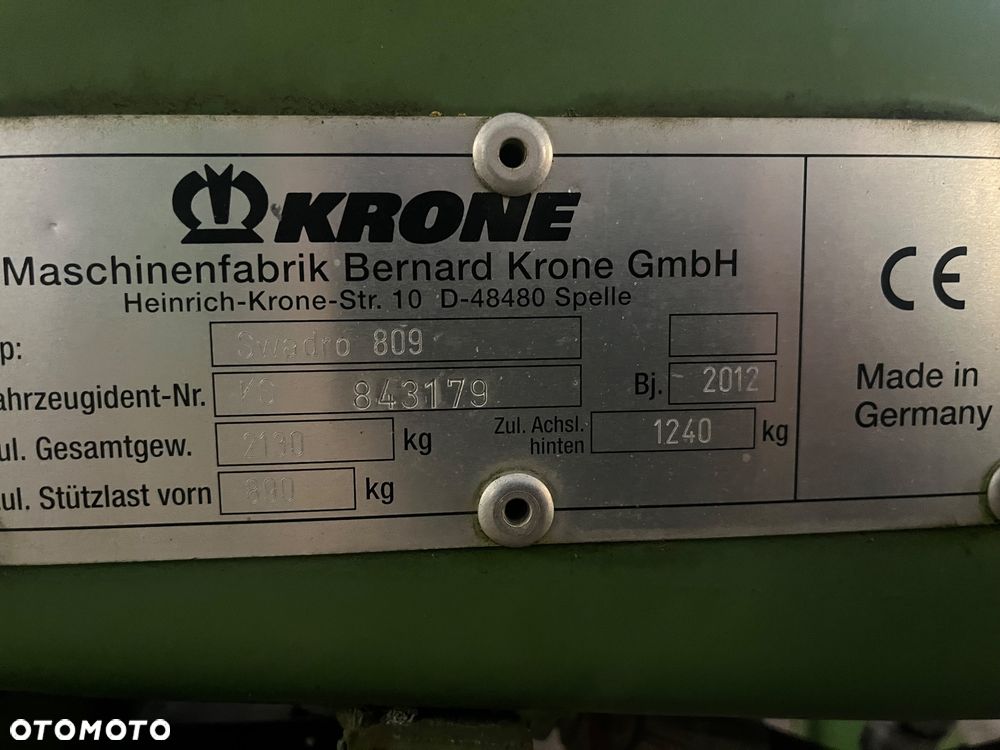 KRONE
Maschinenfabrik Bernard Krone GmbH
Heinrich-Krone-Str. 10 D-48480 Spelle
p: Swadro 809
ahrzeugident-Nr. 843179 Bj. 2012
ul. Gesamtgew. 2130 kg Zul. Achsl. hinten 1240 kg
ul. Stützlast vorn 890 kg
CE
Made in
Germany
OTOMOTO